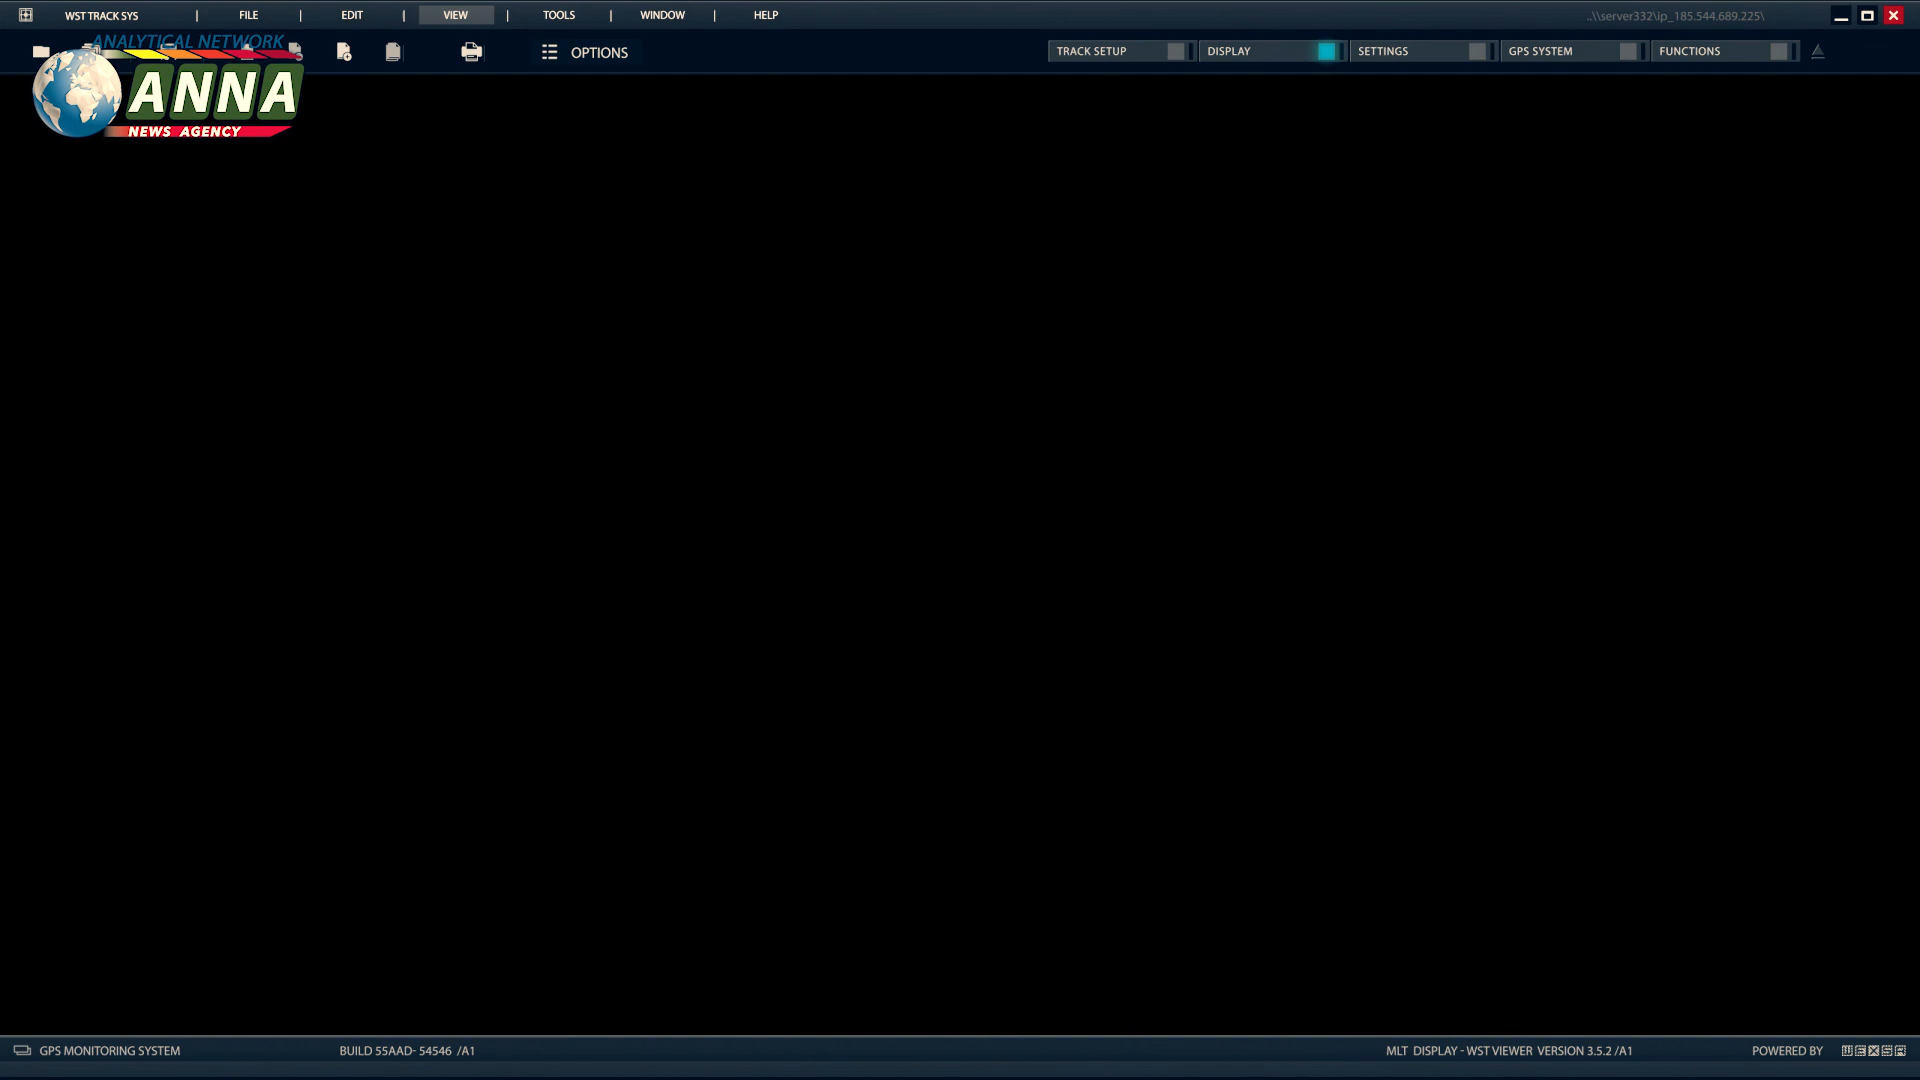 WST TRACK SYS | FILE | EDIT | VIEW | TOOLS | WINDOW | HELP
..\\server332\ip_185.544.689.225\
ANALYTICAL NETWORK
ANNA
NEWS AGENCY
OPTIONS
TRACK SETUP
DISPLAY
SETTINGS
GPS SYSTEM
FUNCTIONS
GPS MONITORING SYSTEM
BUILD 55AAD- 54546 /A1
MLT DISPLAY - WST VIEWER VERSION 3.5.2 /A1
POWERED BY